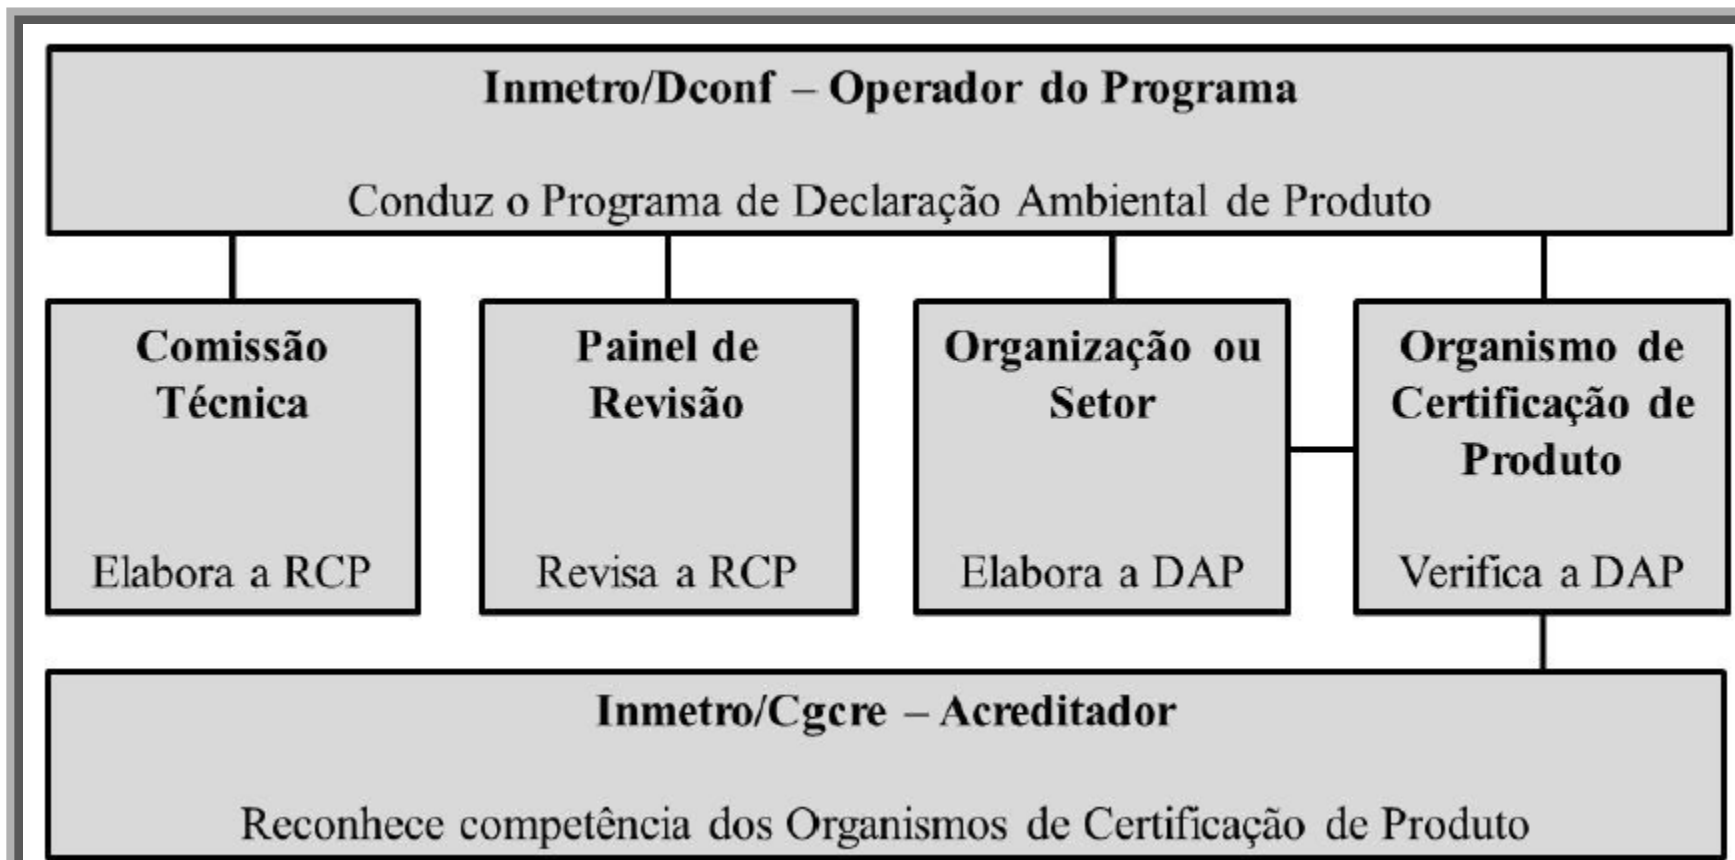 Inmetro/Dconf – Operador do Programa
Conduz o Programa de Declaração Ambiental de Produto
Comissão
Técnica
Elabora a RCP
Painel de
Revisão
Revisa a RCP
Organização ou
Setor
Elabora a DAP
Organismo de
Certificação de
Produto
Verifica a DAP
Inmetro/Cgcre – Acreditador
Reconhece competência dos Organismos de Certificação de Produto